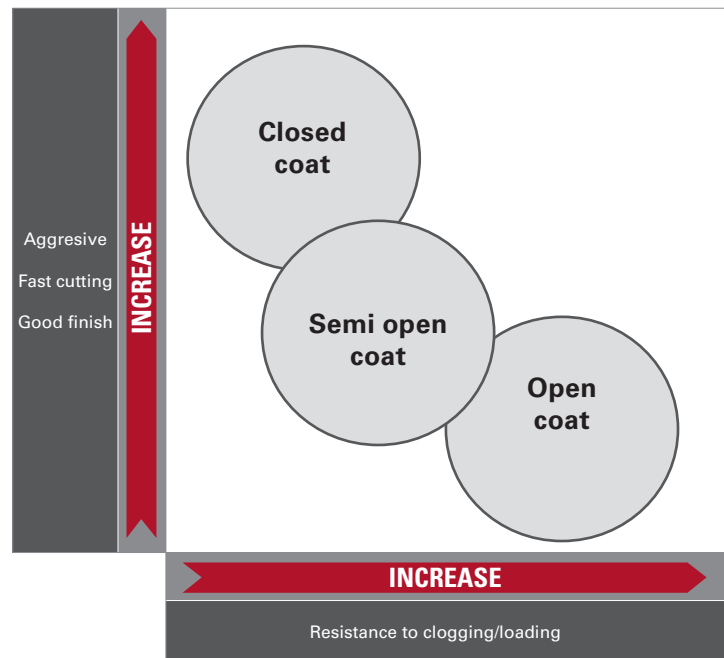 Closed
coat
Aggresive
Fast cutting
Good finish
INCREASE
Semi open
coat
Open
coat
INCREASE
Resistance to clogging/loading